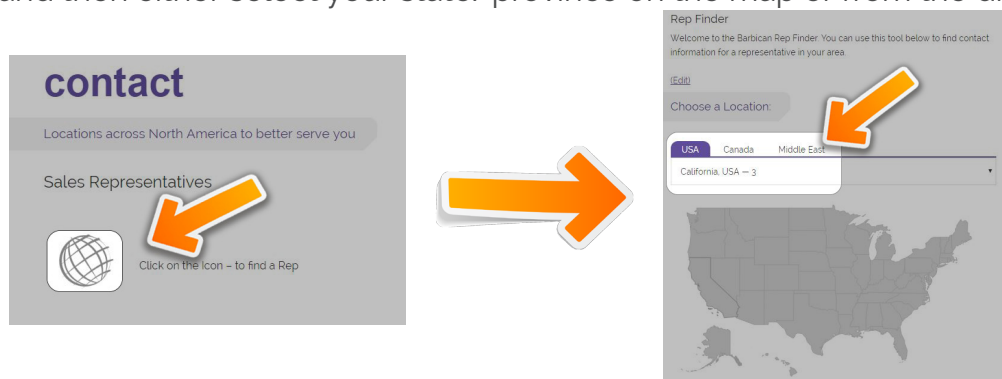 and then either select your state/ province on the map or from the
contact
Locations across North America to better serve you
Sales Representatives
Click on the Icon – to find a Rep
Rep Finder
Welcome to the Barbican Rep Finder. You can use this tool below to find contact
information for a representative in your area.
(Edit)
Choose a Location:
USA Canada Middle East
California, USA — 3